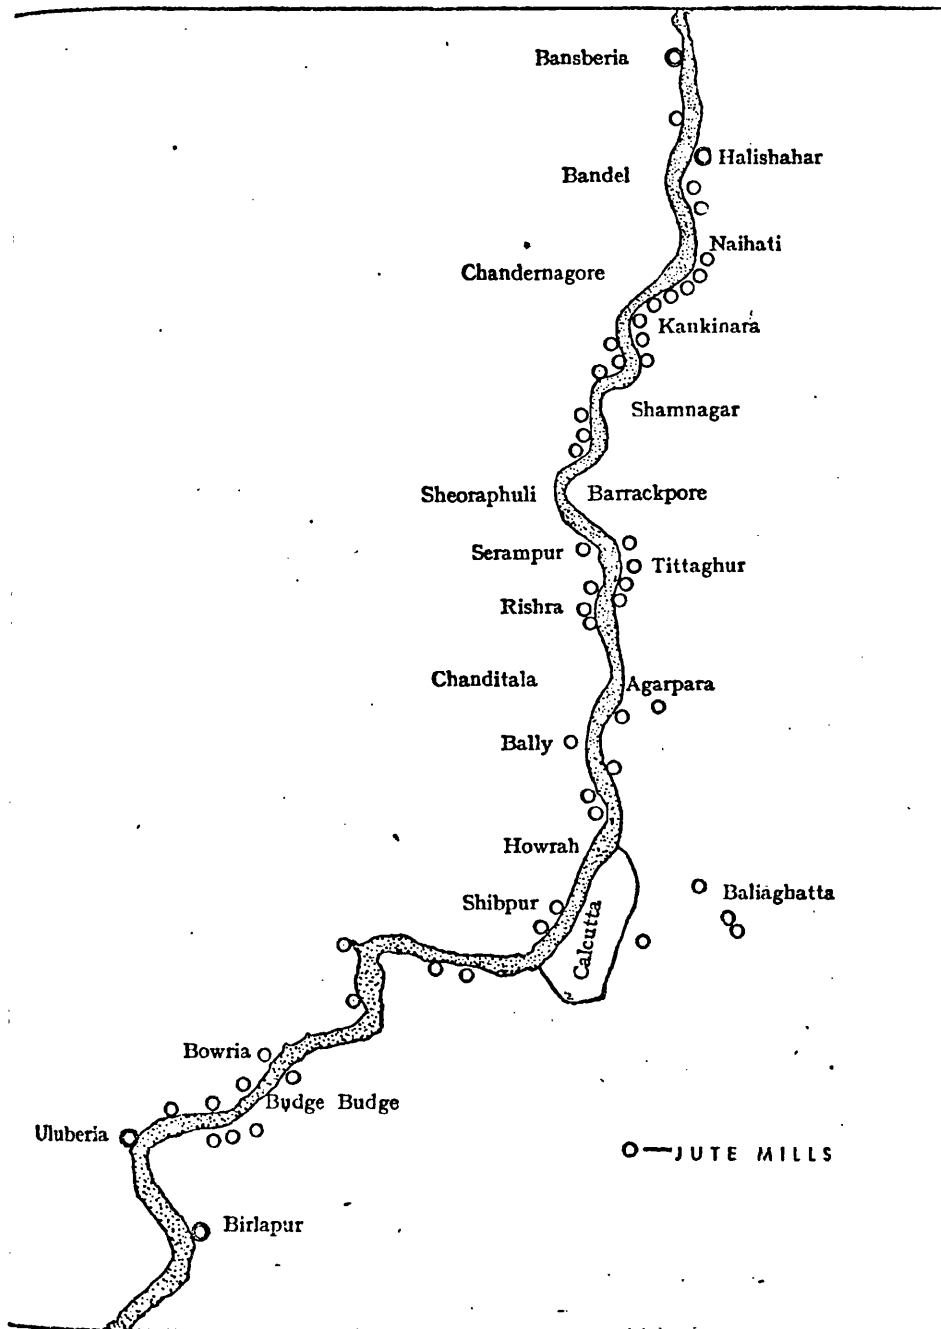 Bansberia
Halishahar
Bandel
Naihati
Chandernagore
Kankinara
Shamnagar
Sheoraphuli
Barrackpore
Serampur
Tittaghur
Rishra
Chanditala
Agarpara
Bally
Howrah
Baliaghatta
Shibpur
Calcutta
Bowria
Budge Budge
Uluberia
JUTE MILLS
Birlapur